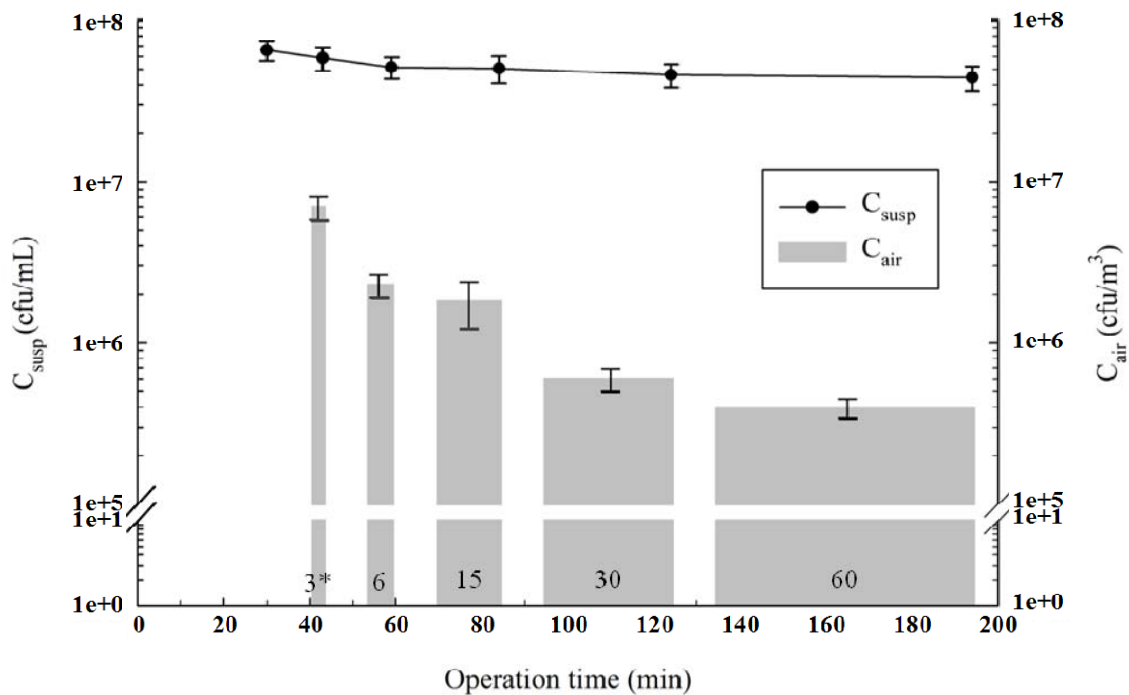 1e+8
1e+8
1e+7
1e+7
C_susp
C_air
C_susp (cfu/mL)
C_air (cfu/m³)
1e+6
1e+6
1e+5
1e+5
1e+1
1e+1
3* 6 15 30 60
1e+0
1e+0
0 20 40 60 80 100 120 140 160 180 200
Operation time (min)